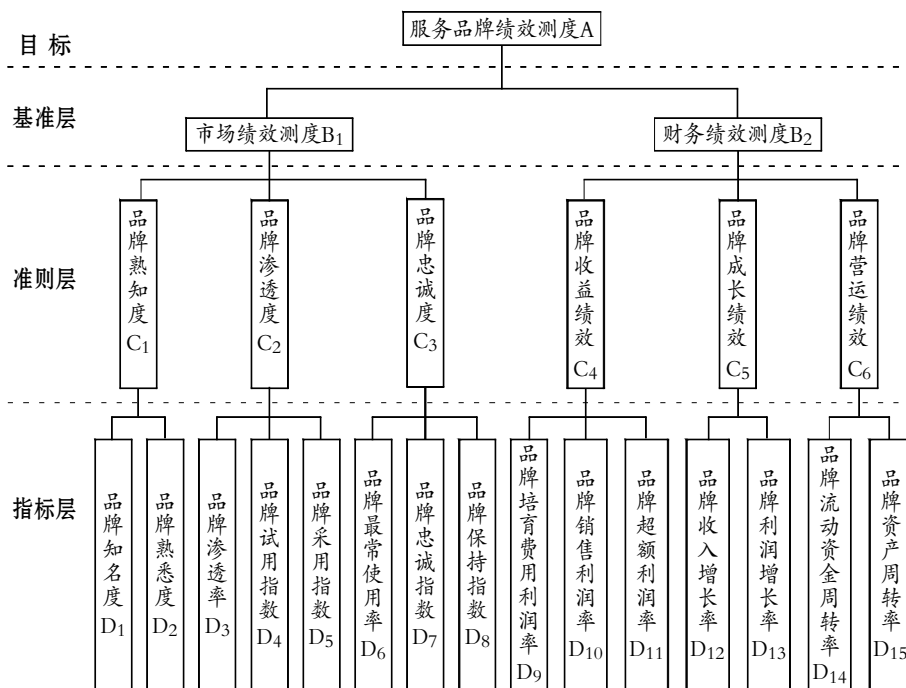 目标
服务品牌绩效测度A
基准层
市场绩效测度B1
财务绩效测度B2
准则层
品牌熟知度C1
品牌渗透度C2
品牌忠诚度C3
品牌收益绩效C4
品牌成长绩效C5
品牌营运绩效C6
指标层
品牌知名度D1
品牌熟悉度D2
品牌渗透率D3
品牌试用指数D4
品牌采用指数D5
品牌最常使用率D6
品牌忠诚指数D7
品牌保持指数D8
品牌培育费用利润率D9
品牌销售利润率D10
品牌超额利润率D11
品牌收入增长率D12
品牌利润增长率D13
品牌流动资金周转率D14
品牌资产周转率D15